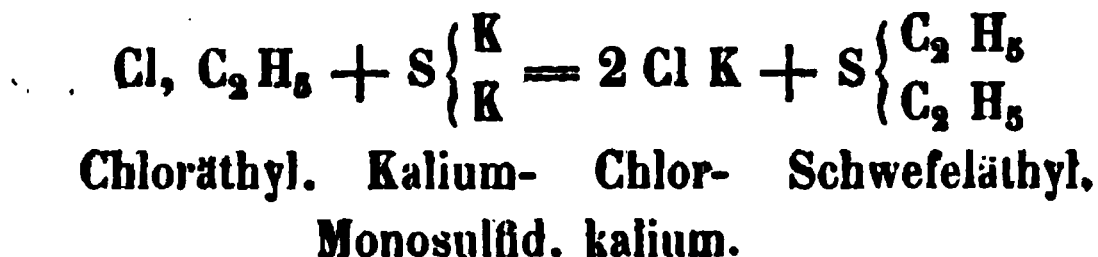 Cl, C₂H₅ + S{K K = 2 Cl K + S{C₂ H₅ C₂ H₅
Chloräthyl. Kalium- Chlor- Schwefeläthyl.
Monosulfid. kalium.